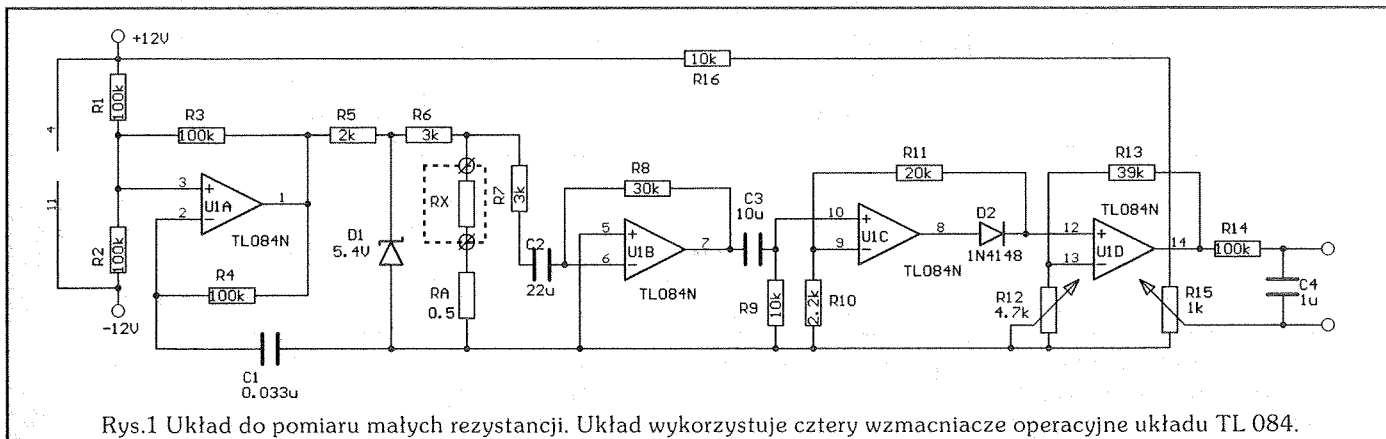 +12V
R1
100k
R2
100k
-12V
4
11
R3
100k
3
+
2
-
U1A
1
TL084N
R4
100k
C1
0.033u
R5
2k
R6
3k
D1
5.4V
RX
RA
0.5
R7
3k
C2
22u
R8
30k
5
+
6
-
U1B
7
TL084N
C3
10u
R9
10k
10k
R16
R11
20k
10
+
9
-
U1C
8
TL084N
R10
2.2k
D2
1N4148
R13
39k
TL084N
12
+
13
-
U1D
14
R12
4.7k
R15
1k
R14
100k
C4
1u
Rys.1 Układ do pomiaru małych rezystancji. Układ wykorzystuje cztery wzmacniacze operacyjne układu TL 084.